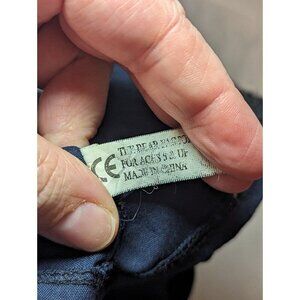 CE
THE BEAR
FOR AGES 3 & UP
MADE IN CHINA